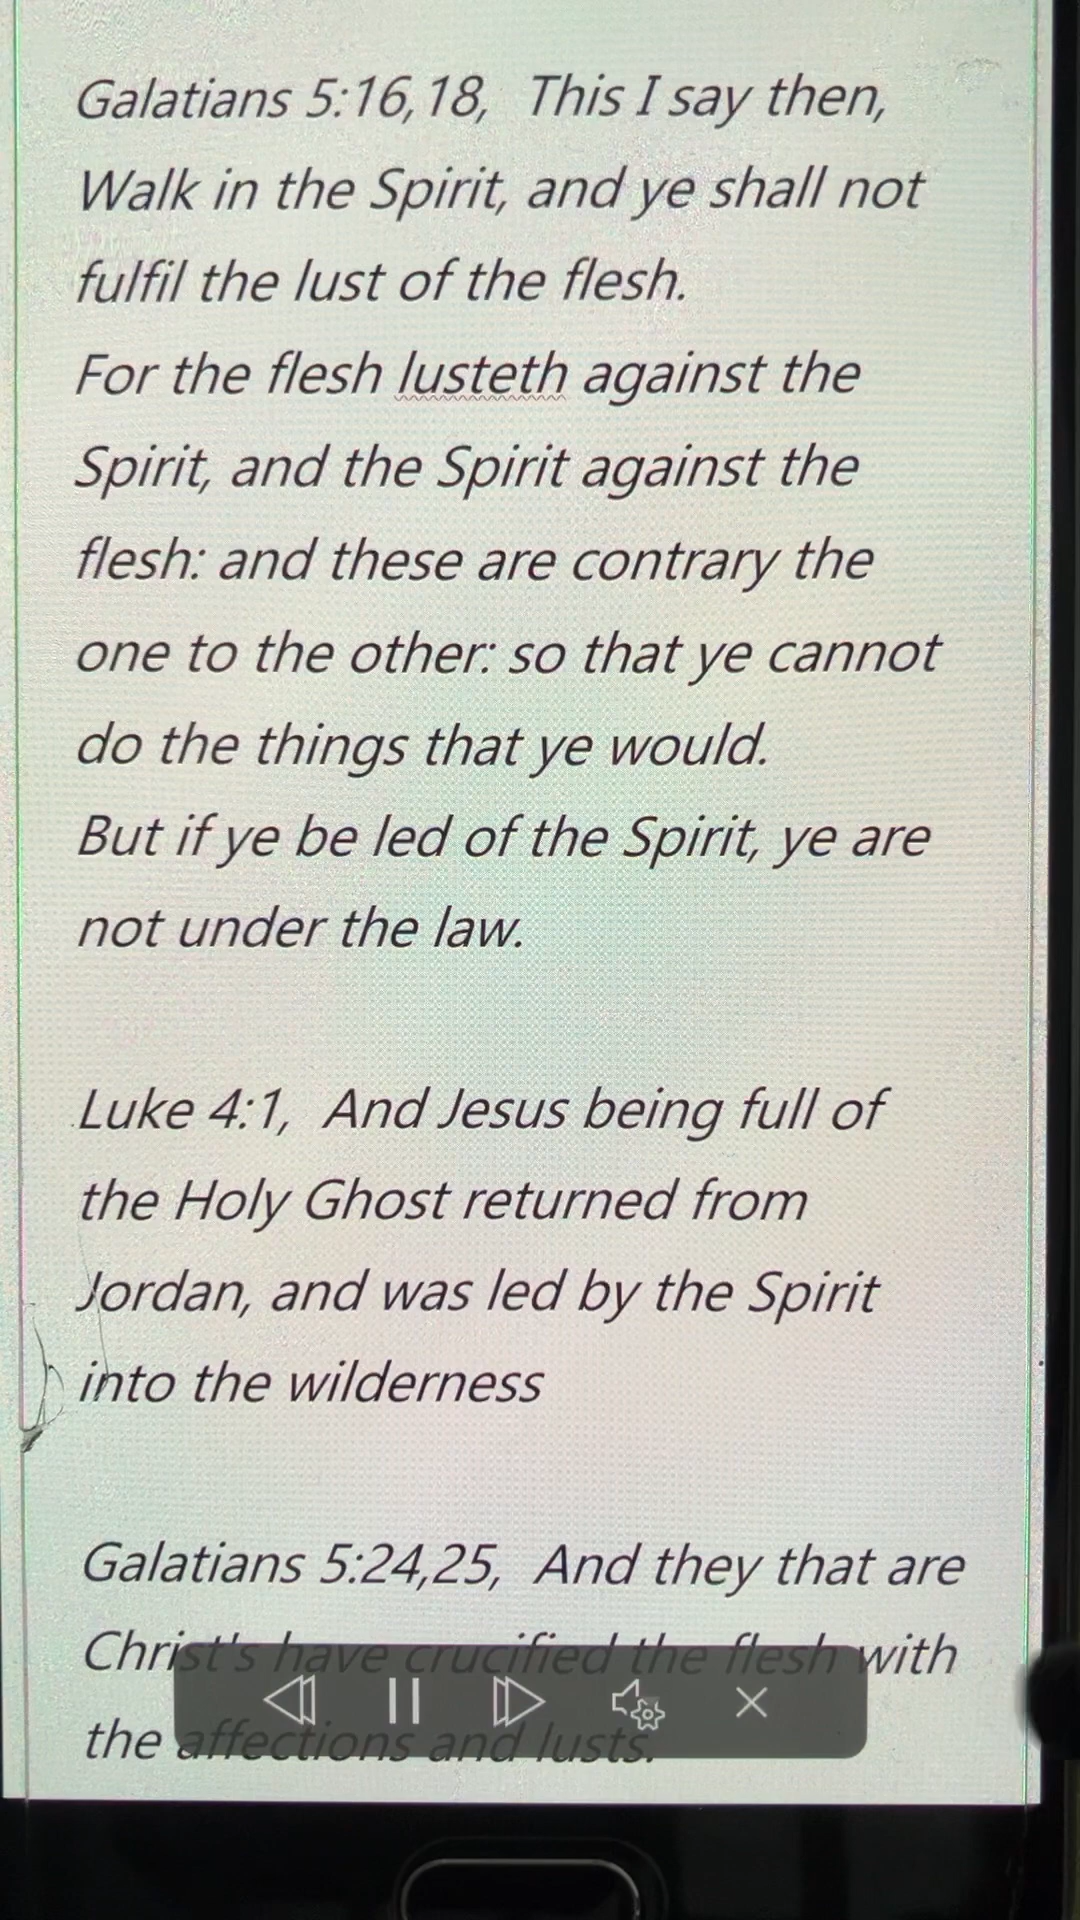 Galatians 5:16,18, This I say then,
Walk in the Spirit, and ye shall not
fulfil the lust of the flesh.
For the flesh lusteth against the
Spirit, and the Spirit against the
flesh: and these are contrary the
one to the other: so that ye cannot
do the things that ye would.
But if ye be led of the Spirit, ye are
not under the law.
Luke 4:1, And Jesus being full of
the Holy Ghost returned from
Jordan, and was led by the Spirit
into the wilderness
Galatians 5:24,25, And they that are
Christ's have crucified the flesh with
the affections and lusts.